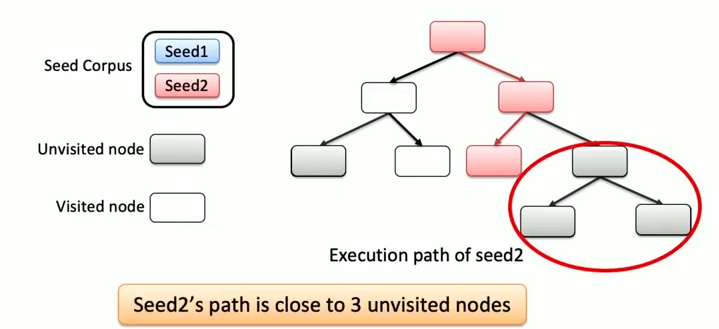 Seed Corpus
Seed1
Seed2
Unvisited node
Visited node
Execution path of seed2
Seed2's path is close to 3 unvisited nodes